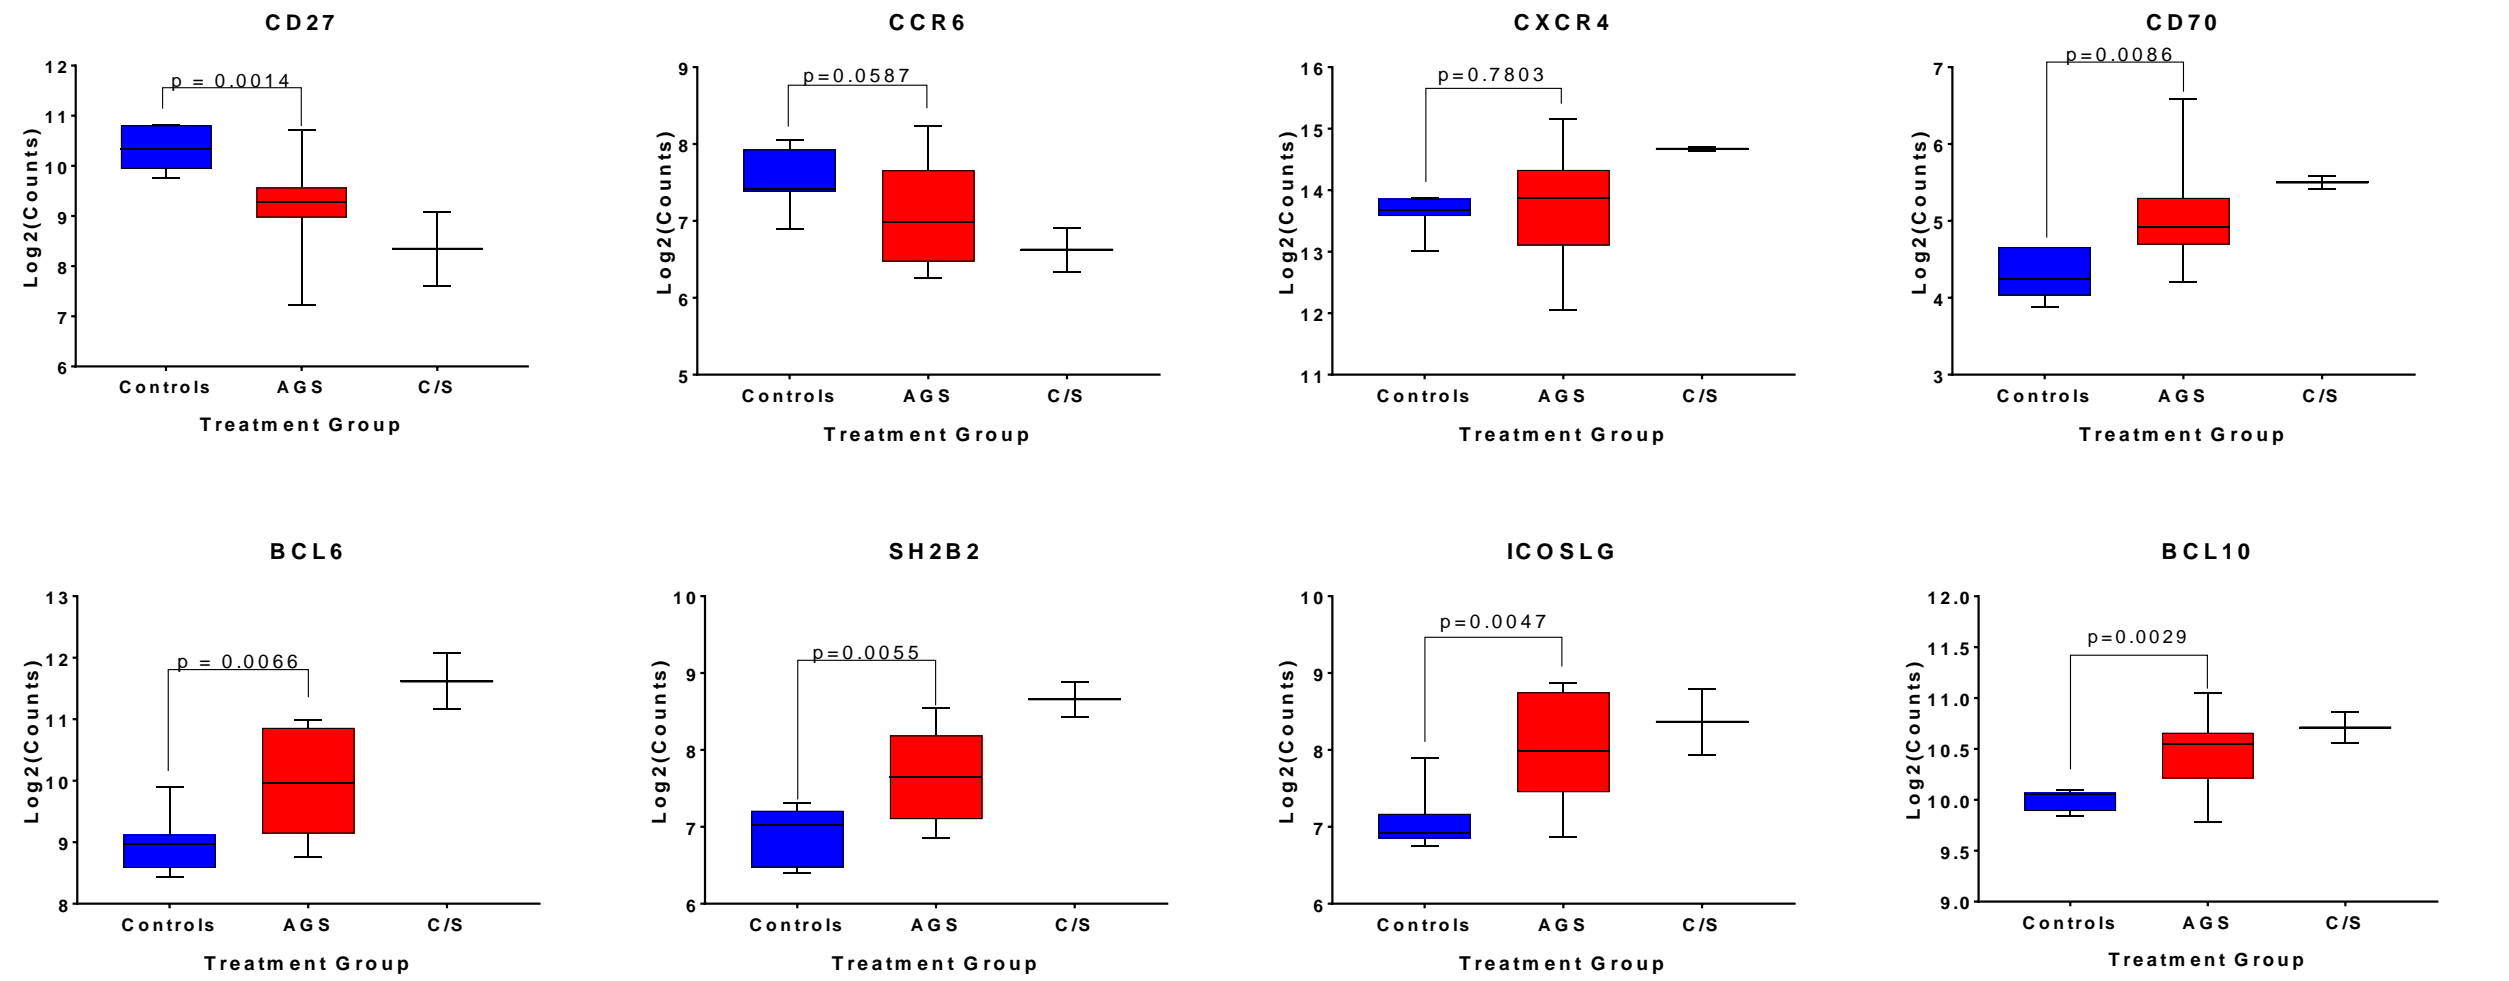 CD27
p = 0.0014
Log2(Counts)
12
11
10
9
8
7
6
Controls AGS C/S
Treatment Group
CCR6
p=0.0587
Log2(Counts)
9
8
7
6
5
Controls AGS C/S
Treatment Group
CXCR4
p=0.7803
Log2(Counts)
16
15
14
13
12
11
Controls AGS C/S
Treatment Group
CD70
p=0.0086
Log2(Counts)
7
6
5
4
3
Controls AGS C/S
Treatment Group
BCL6
p = 0.0066
Log2(Counts)
13
12
11
10
9
8
Controls AGS C/S
Treatment Group
SH2B2
p=0.0055
Log2(Counts)
10
9
8
7
6
Controls AGS C/S
Treatment Group
ICOSLG
p=0.0047
Log2(Counts)
10
9
8
7
6
Controls AGS C/S
Treatment Group
BCL10
p=0.0029
Log2(Counts)
12.0
11.5
11.0
10.5
10.0
9.5
9.0
Controls AGS C/S
Treatment Group